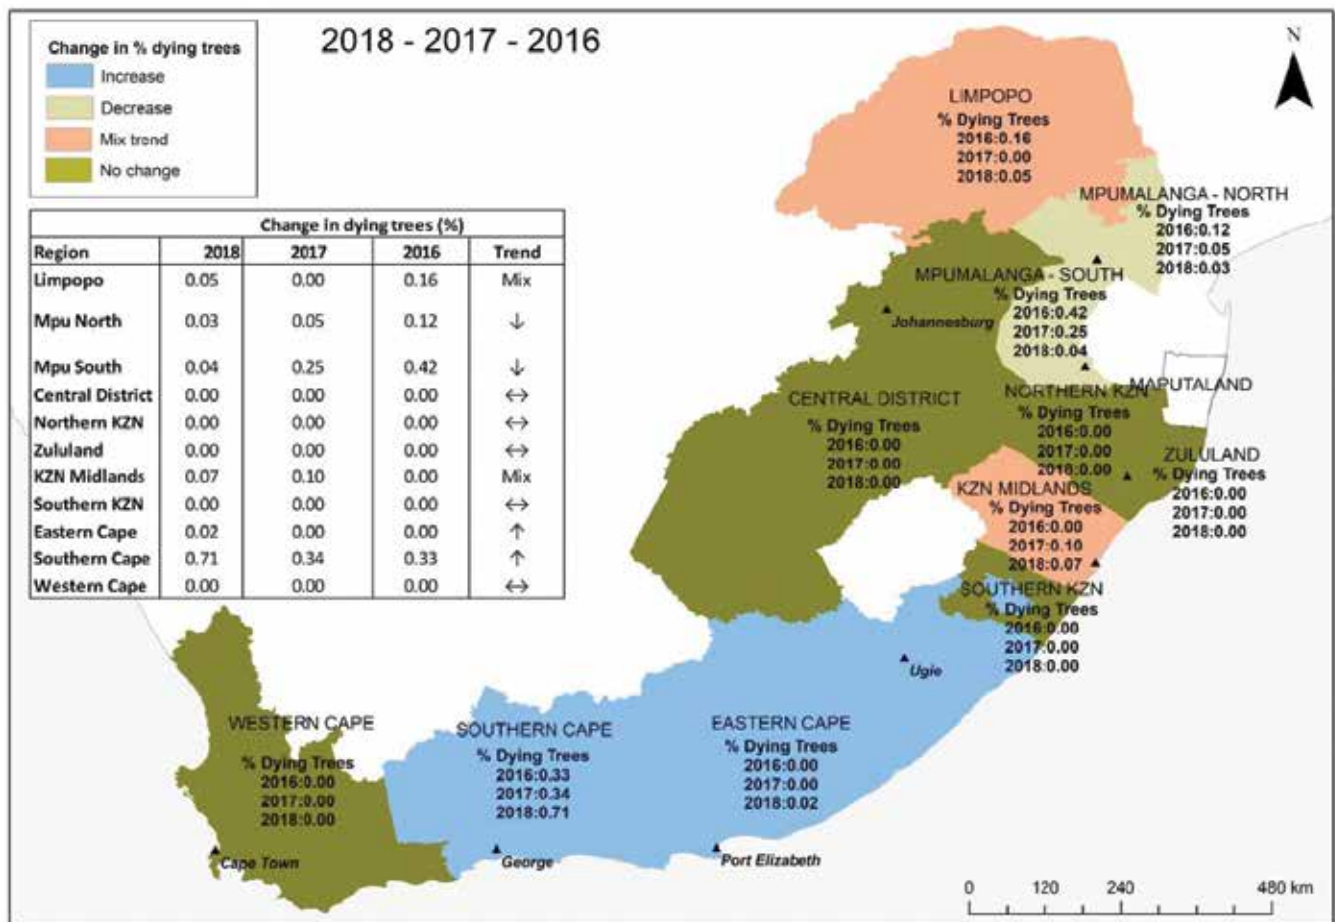 2018 - 2017 - 2016
N
Change in % dying trees
Increase
Decrease
Mix trend
No change
Change in dying trees (%)
Region 2018 2017 2016 Trend
Limpopo 0.05 0.00 0.16 Mix
Mpu North 0.03 0.05 0.12 ↓
Mpu South 0.04 0.25 0.42 ↓
Central District 0.00 0.00 0.00 ↔
Northern KZN 0.00 0.00 0.00 ↔
Zululand 0.00 0.00 0.00 ↔
KZN Midlands 0.07 0.10 0.00 Mix
Southern KZN 0.00 0.00 0.00 ↔
Eastern Cape 0.02 0.00 0.00 ↑
Southern Cape 0.71 0.34 0.33 ↑
Western Cape 0.00 0.00 0.00 ↔
LIMPOPO
% Dying Trees
2016:0.16
2017:0.00
2018:0.05
MPUMALANGA - NORTH
% Dying Trees
2016:0.12
2017:0.05
2018:0.03
MPUMALANGA - SOUTH
% Dying Trees
2016:0.42
2017:0.25
2018:0.04
Johannesburg
MAPUTALAND
CENTRAL DISTRICT
% Dying Trees
2016:0.00
2017:0.00
2018:0.00
NORTHERN KZN
% Dying Trees
2016:0.00
2017:0.00
2018:0.00
ZULULAND
% Dying Trees
2016:0.00
2017:0.00
2018:0.00
KZN MIDLANDS
% Dying Trees
2016:0.00
2017:0.10
2018:0.07
SOUTHERN KZN
% Dying Trees
2016:0.00
2017:0.00
2018:0.00
Ugie
WESTERN CAPE
% Dying Trees
2016:0.00
2017:0.00
2018:0.00
Cape Town
SOUTHERN CAPE
% Dying Trees
2016:0.33
2017:0.34
2018:0.71
George
EASTERN CAPE
% Dying Trees
2016:0.00
2017:0.00
2018:0.02
Port Elizabeth
0 120 240 480 km